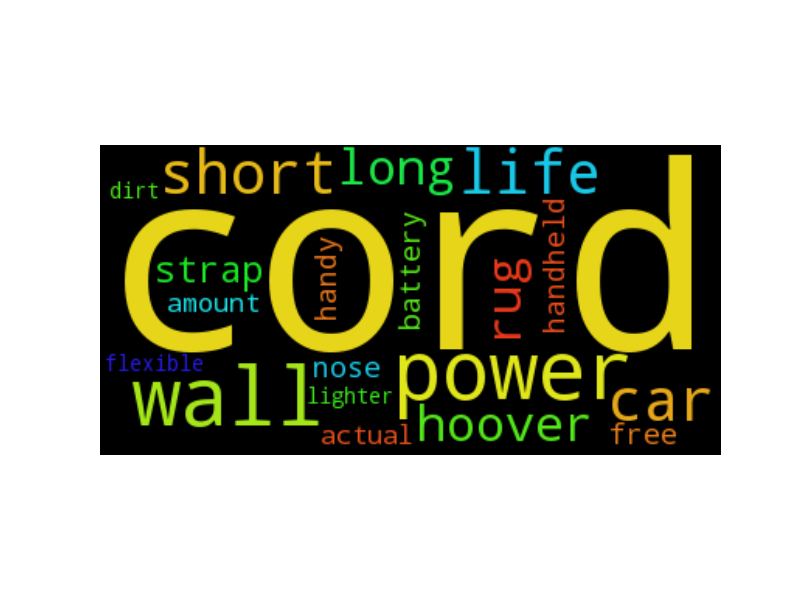 short long life
dirt
cord
strap
amount
handy
battery
rug
handheld
flexible
nose
power
wall
lighter
car
hoover
actual
free